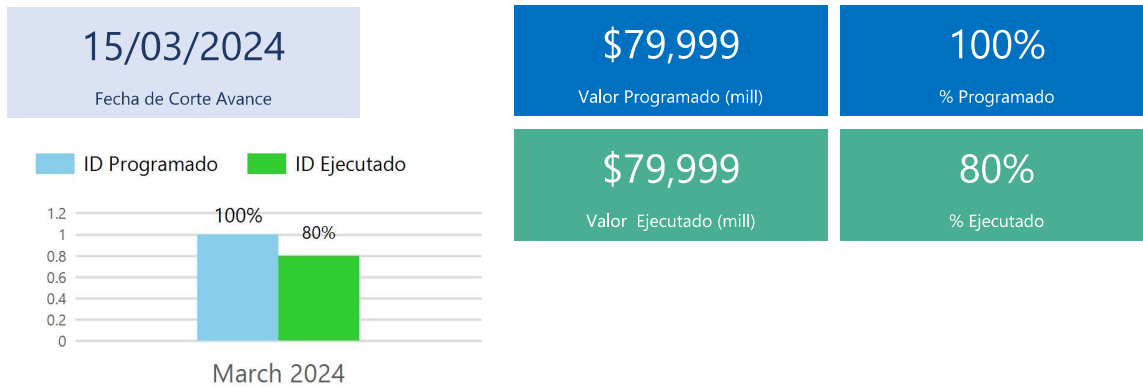 15/03/2024
Fecha de Corte Avance
$79,999
Valor Programado (mill)
100%
% Programado
$79,999
Valor  Ejecutado (mill)
80%
% Ejecutado
ID Programado
ID Ejecutado
1.2
1
0.8
0.6
0.4
0.2
0
100%
80%
March 2024